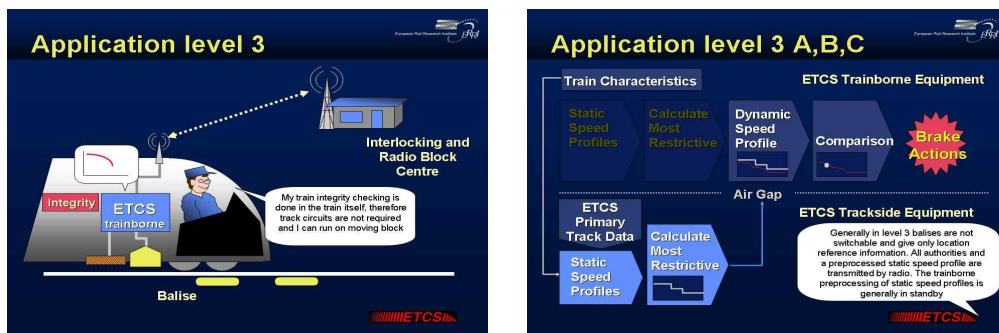 Application level 3
European Rail Research Institute
Interlocking and
Radio Block
Centre
My train integrity checking is
done in the train itself, therefore
track circuits are not required
and I can run on moving block
Integrity
ETCS
trainborne
Balise
ETCS
Application level 3 A,B,C
European Rail Research Institute
Train Characteristics
ETCS Trainborne Equipment
Static
Speed
Profiles
Calculate
Most
Restrictive
Dynamic
Speed
Profile
Comparison
Brake
Actions
Air Gap
ETCS
Primary
Track Data
ETCS Trackside Equipment
Static
Speed
Profiles
Calculate
Most
Restrictive
Generally in level 3 balises are not
switchable and give only location
reference information. All authorities and
a preprocessed static speed profile are
transmitted by radio. The trainborne
preprocessing of static speed profiles is
generally in standby
ETCS